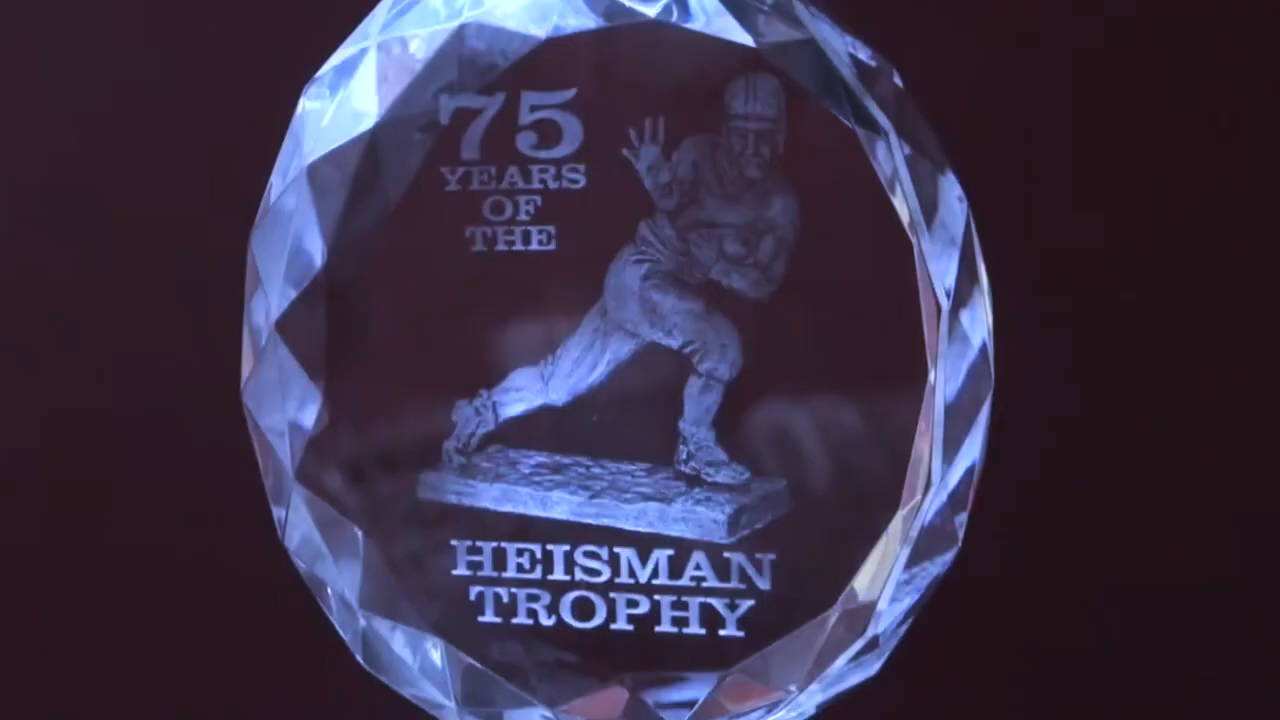 75
YEARS
OF
THE
HEISMAN
TROPHY